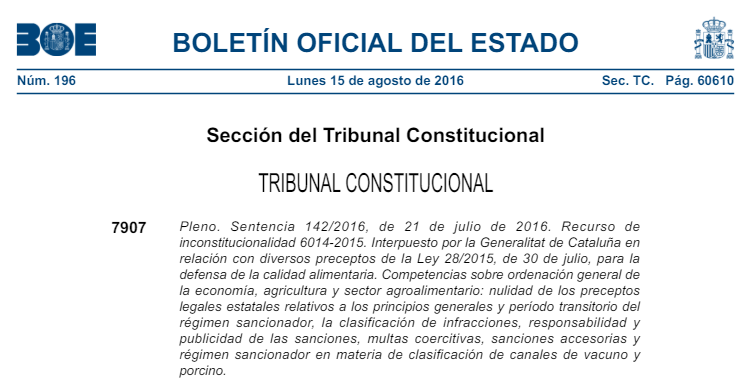 BOE
BOLETÍN OFICIAL DEL ESTADO
Núm. 196 Lunes 15 de agosto de 2016 Sec. TC. Pág. 60610
Sección del Tribunal Constitucional
TRIBUNAL CONSTITUCIONAL
7907 Pleno. Sentencia 142/2016, de 21 de julio de 2016. Recurso de
inconstitucionalidad 6014-2015. Interpuesto por la Generalitat de Cataluña en
relación con diversos preceptos de la Ley 28/2015, de 30 de julio, para la
defensa de la calidad alimentaria. Competencias sobre ordenación general de
la economía, agricultura y sector agroalimentario: nulidad de los preceptos
legales estatales relativos a los principios generales y período transitorio del
régimen sancionador, la clasificación de infracciones, responsabilidad y
publicidad de las sanciones, multas coercitivas, sanciones accesorias y
régimen sancionador en materia de clasificación de canales de vacuno y
porcino.